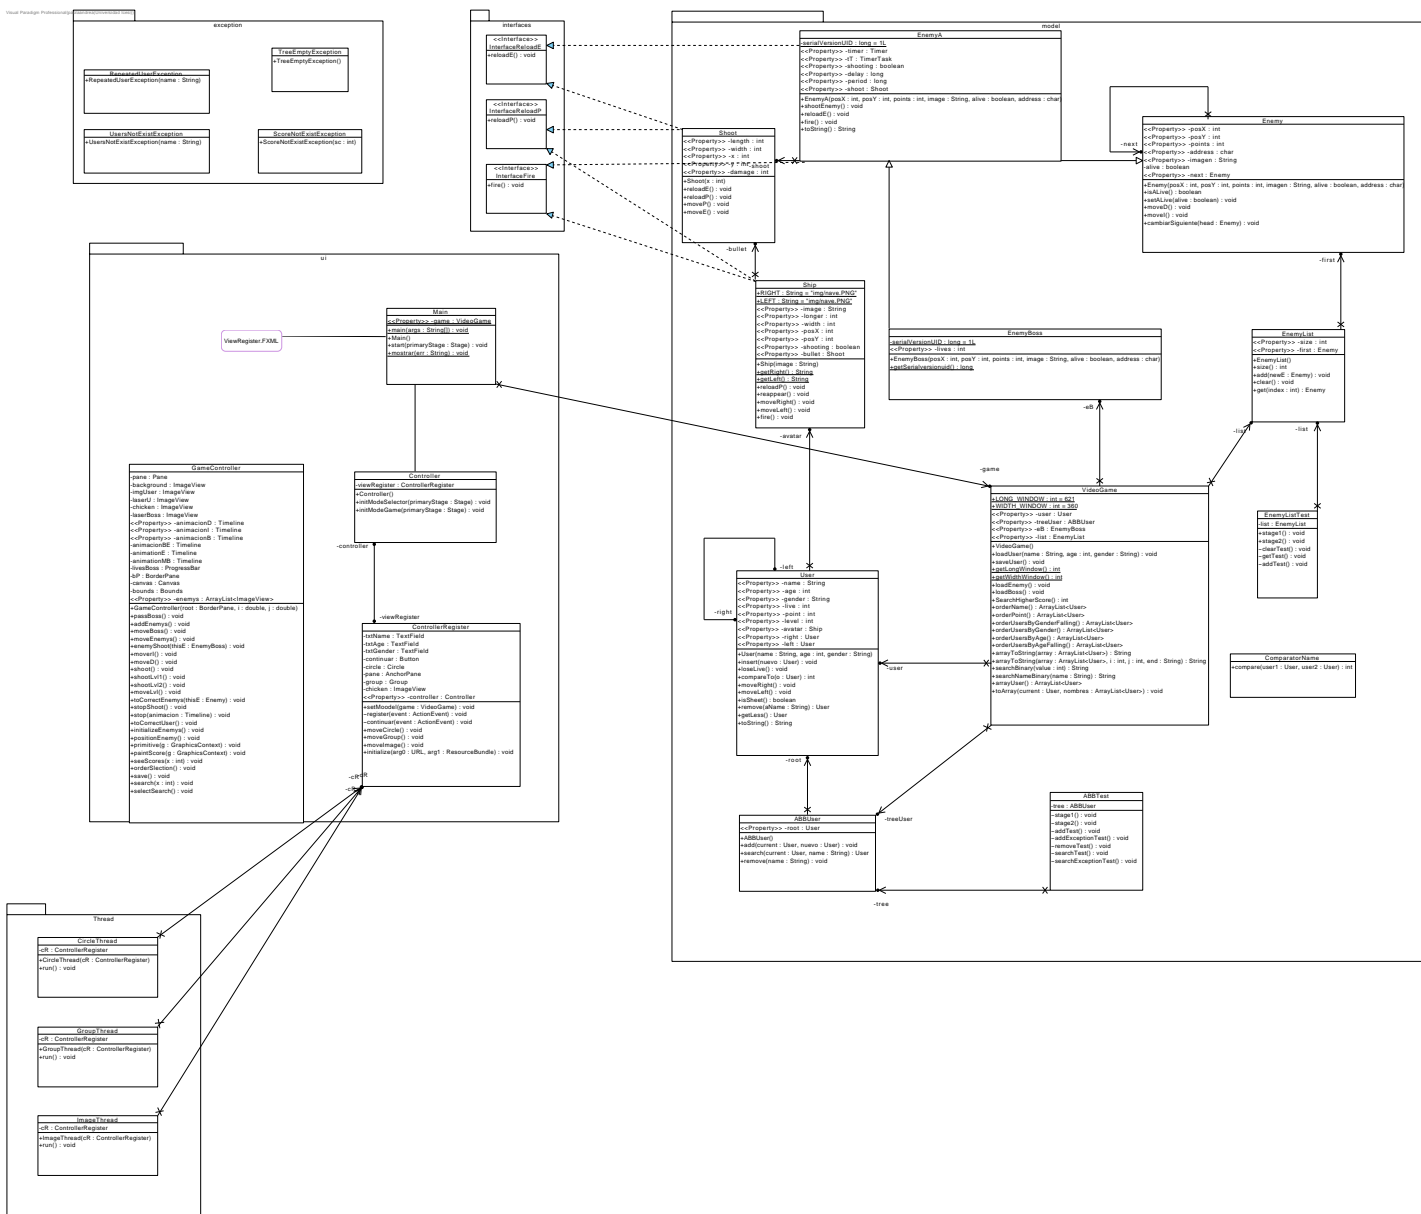 exception
TreeEmptyException
+TreeEmptyException()
RepeatedUserException
+RepeatedUserException(name : String)
UsersNotExistException
+UsersNotExistException(name : String)
ScoreNotExistException
+ScoreNotExistException(sc : int)
interfaces
<<Interface>>
InterfaceReloadE
+reloadE() : void
<<Interface>>
InterfaceReloadP
+reloadP() : void
<<Interface>>
InterfaceFire
+fire() : void
model
EnemyA
-serialVersionUID : long = 1L
<<Property>> -timer : Timer
<<Property>> -tT : TimerTask
<<Property>> -shooting : boolean
<<Property>> -delay : long
<<Property>> -period : long
<<Property>> -shoot : Shoot
+EnemyA(posX : int, posY : int, points : int, image : String, alive : boolean, address : char)
+shootEnemy() : void
+reloadE() : void
+fire() : void
+toString() : String
Shoot
<<Property>> -length : int
<<Property>> -width : int
<<Property>> -x : int
<<Property>> -y : int
<<Property>> -damage : int
+Shoot(x : int)
+reloadE() : void
+reloadP() : void
+moveP() : void
+moveE() : void
-shoot
Enemy
<<Property>> -posX : int
<<Property>> -posY : int
<<Property>> -points : int
<<Property>> -address : char
<<Property>> -imagen : String
-alive : boolean
<<Property>> -next : Enemy
+Enemy(posX : int, posY : int, points : int, imagen : String, alive : boolean, address : char)
+isALive() : boolean
+setALive(alive : boolean) : void
+moveD() : void
+moveI() : void
+cambiarSiguiente(head : Enemy) : void
-next
-bullet
-first
Ship
+RIGHT : String = "img/nave.PNG"
+LEFT : String = "img/nave.PNG"
<<Property>> -image : String
<<Property>> -longer : int
<<Property>> -width : int
<<Property>> -posX : int
<<Property>> -posY : int
<<Property>> -shooting : boolean
<<Property>> -bullet : Shoot
+Ship(image : String)
+getRight() : String
+getLeft() : String
+reloadP() : void
+reappear() : void
+moveRight() : void
+moveLeft() : void
+fire() : void
-avatar
EnemyBoss
-serialVersionUID : long = 1L
<<Property>> -lives : int
+EnemyBoss(posX : int, posY : int, points : int, image : String, alive : boolean, address : char)
+getSerialversionuid() : long
-eB
EnemyList
<<Property>> -size : int
<<Property>> -first : Enemy
+EnemyList()
+size() : int
+add(newE : Enemy) : void
+clear() : void
+get(index : int) : Enemy
-list
-list
ui
Main
<<Property>> -game : VideoGame
+main(args : String[]) : void
+Main()
+start(primaryStage : Stage) : void
+mostrar(err : String) : void
ViewRegister.FXML
-game
GameController
-pane : Pane
-background : ImageView
-imgUser : ImageView
-laserU : ImageView
-chicken : ImageView
-laserBoss : ImageView
<<Property>> -animacionD : Timeline
<<Property>> -animacionI : Timeline
<<Property>> -animacionB : Timeline
-animacionBE : Timeline
-animationE : Timeline
-animationMB : Timeline
-livesBoss : ProgressBar
-bP : BorderPane
-canvas : Canvas
-bounds : Bounds
<<Property>> -enemys : ArrayList<ImageView>
+GameController(root : BorderPane, i : double, j : double)
+passBoss() : void
+addEnemys() : void
+moveBoss() : void
+moveEnemys() : void
+enemyShoot(thisE : EnemyBoss) : void
+moverI() : void
+moveD() : void
+shoot() : void
+shootLvl1() : void
+shootLvl2() : void
+moveLvl() : void
+toCorrectEnemys(thisE : Enemy) : void
+stopShoot() : void
+stop(animacion : Timeline) : void
+toCorrectUser() : void
+initializeEnemys() : void
+positionEnemy() : void
+primitive(g : GraphicsContext) : void
+paintScore(g : GraphicsContext) : void
+seeScores(x : int) : void
+orderSlection() : void
+save() : void
+search(x : int) : void
+selectSearch() : void
Controller
-viewRegister : ControllerRegister
+Controller()
+initModeSelector(primaryStage : Stage) : void
+initModeGame(primaryStage : Stage) : void
-controller
-viewRegister
ControllerRegister
-txtName : TextField
-txtAge : TextField
-txtGender : TextField
-continuar : Button
-circle : Circle
-pane : AnchorPane
-group : Group
-chicken : ImageView
<<Property>> -controller : Controller
+setMoodel(game : VideoGame) : void
~register(event : ActionEvent) : void
~continuar(event : ActionEvent) : void
+moveCircle() : void
+moveGroup() : void
+moveImage() : void
+initialize(arg0 : URL, arg1 : ResourceBundle) : void
-cR
-cR
-cR
VideoGame
+LONG_WINDOW : int = 621
+WIDTH_WINDOW : int = 360
<<Property>> -user : User
<<Property>> -treeUser : ABBUser
<<Property>> -eB : EnemyBoss
<<Property>> -list : EnemyList
+VideoGame()
+loadUser(name : String, age : int, gender : String) : void
+saveUser() : void
+getLongWindow() : int
+getWidthWindow() : int
+loadEnemy() : void
+loadBoss() : void
+SearchHigherScore() : int
+orderName() : ArrayList<User>
+orderPoint() : ArrayList<User>
+orderUsersByGenderFalling() : ArrayList<User>
+orderUsersByGender() : ArrayList<User>
+orderUsersByAge() : ArrayList<User>
+orderUsersByAgeFalling() : ArrayList<User>
+arrayToString(array : ArrayList<User>) : String
+arrayToString(array : ArrayList<User>, i : int, j : int, end : String) : String
+searchBinary(value : int) : String
+searchNameBinary(name : String) : String
+arrayUser() : ArrayList<User>
+toArray(current : User, nombres : ArrayList<User>) : void
EnemyListTest
-list : EnemyList
+stage1() : void
+stage2() : void
~clearTest() : void
~getTest() : void
~addTest() : void
ComparatorName
+compare(user1 : User, user2 : User) : int
-left
-right
User
<<Property>> -name : String
<<Property>> -age : int
<<Property>> -gender : String
<<Property>> -live : int
<<Property>> -point : int
<<Property>> -level : int
<<Property>> -avatar : Ship
<<Property>> -right : User
<<Property>> -left : User
+User(name : String, age : int, gender : String)
+insert(nuevo : User) : void
+loseLive() : void
+compareTo(o : User) : int
+moveRight() : void
+moveLeft() : void
+isSheet() : boolean
+remove(aName : String) : User
+getLess() : User
+toString() : String
-user
-root
ABBUser
<<Property>> -root : User
+ABBUser()
+add(current : User, nuevo : User) : void
+search(current : User, name : String) : User
+remove(name : String) : void
-treeUser
-tree
ABBTest
-tree : ABBUser
~stage1() : void
~stage2() : void
~addTest() : void
~addExceptionTest() : void
~removeTest() : void
~searchTest() : void
~searchExceptionTest() : void
Thread
CircleThread
-cR : ControllerRegister
+CircleThread(cR : ControllerRegister)
+run() : void
GroupThread
-cR : ControllerRegister
+GroupThread(cR : ControllerRegister)
+run() : void
ImageThread
-cR : ControllerRegister
+ImageThread(cR : ControllerRegister)
+run() : void